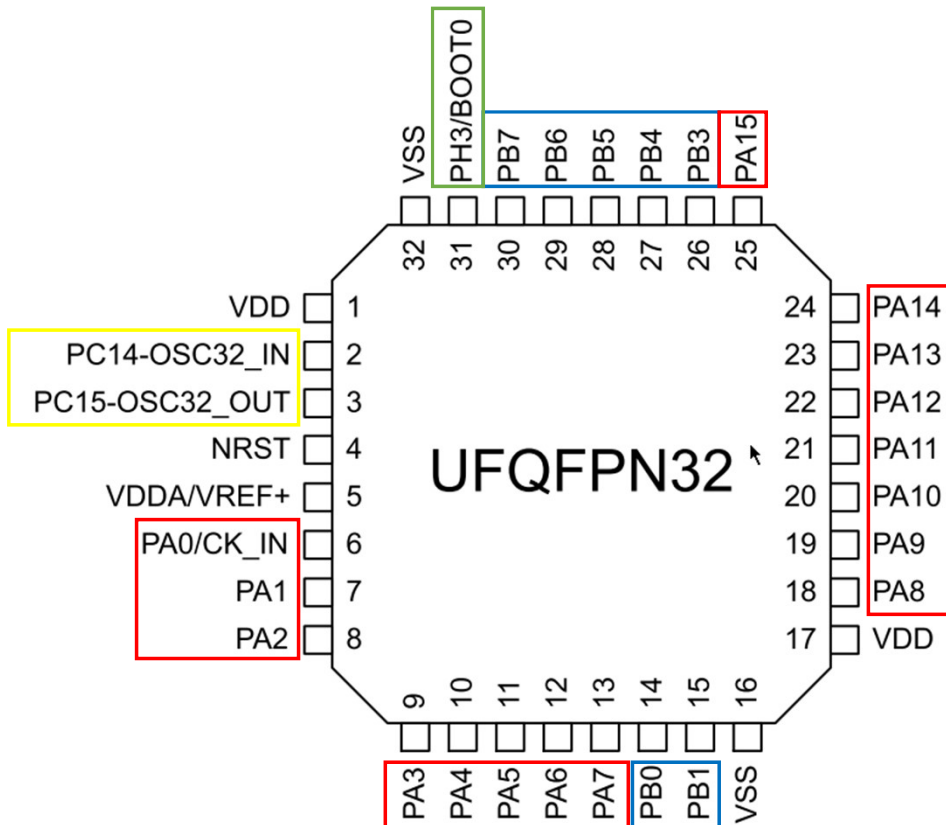 VSS
PH3/BOOT0
PB7
PB6
PB5
PB4
PB3
PA15
32
31
30
29
28
27
26
25
VDD 1
PC14-OSC32_IN 2
PC15-OSC32_OUT 3
NRST 4
VDDA/VREF+ 5
PA0/CK_IN 6
PA1 7
PA2 8
UFQFPN32
24 PA14
23 PA13
22 PA12
21 PA11
20 PA10
19 PA9
18 PA8
17 VDD
9
10
11
12
13
14
15
16
PA3
PA4
PA5
PA6
PA7
PB0
PB1
VSS